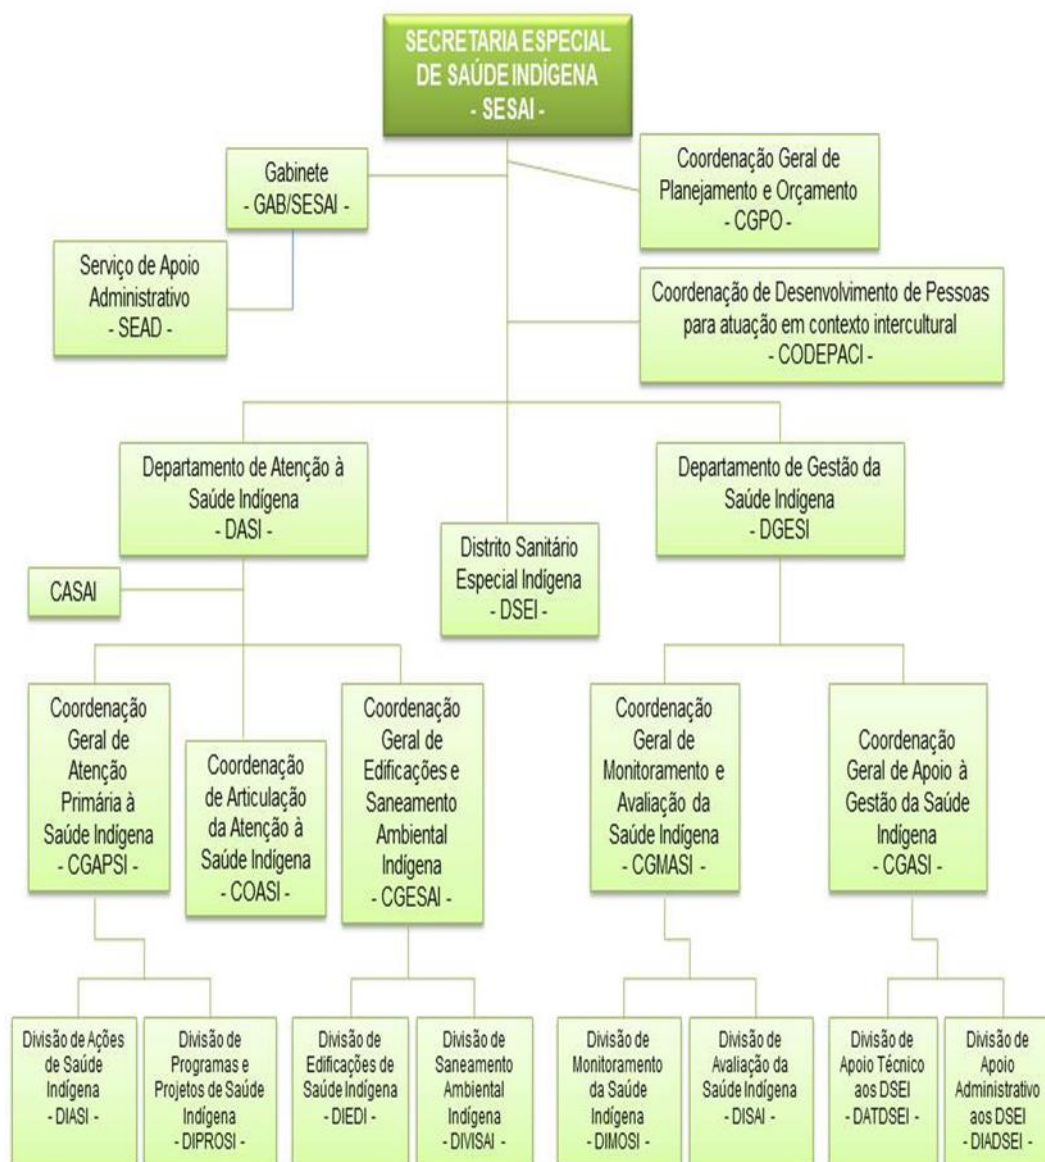 SECRETARIA ESPECIAL
DE SAÚDE INDÍGENA
- SESAI -
Gabinete
- GAB/SESAI -
Coordenação Geral de
Planejamento e Orçamento
- CGPO -
Serviço de Apoio
Administrativo
- SEAD -
Coordenação de Desenvolvimento de Pessoas
para atuação em contexto intercultural
- CODEPACI -
Departamento de Atenção à
Saúde Indígena
- DASI -
Departamento de Gestão da
Saúde Indígena
- DGESI
Distrito Sanitário
Especial Indígena
- DSEI -
CASAI
Coordenação
Geral de
Atenção
Primária à
Saúde Indígena
- CGAPSI -
Coordenação
de Articulação
da Atenção à
Saúde Indígena
- COASI -
Coordenação
Geral de
Edificações e
Saneamento
Ambiental
Indígena
- CGESAI -
Coordenação
Geral de
Monitoramento e
Avaliação da
Saúde Indígena
- CGMASI -
Coordenação
Geral de Apoio à
Gestão da Saúde
Indígena
- CGASI -
Divisão de Ações
de Saúde
Indígena
- DIASI -
Divisão de
Programas e
Projetos de Saúde
Indígena
- DIPROSI -
Divisão de
Edificações de
Saúde Indígena
- DIEDI -
Divisão de
Saneamento
Ambiental
Indígena
- DIVISAI -
Divisão de
Monitoramento
da Saúde
Indígena
- DIMOSI -
Divisão de
Avaliação da
Saúde Indígena
- DISAI -
Divisão de
Apoio Técnico
aos DSEI
- DATDSEI -
Divisão de
Apoio
Administrativo
aos DSEI
- DIADSEI -